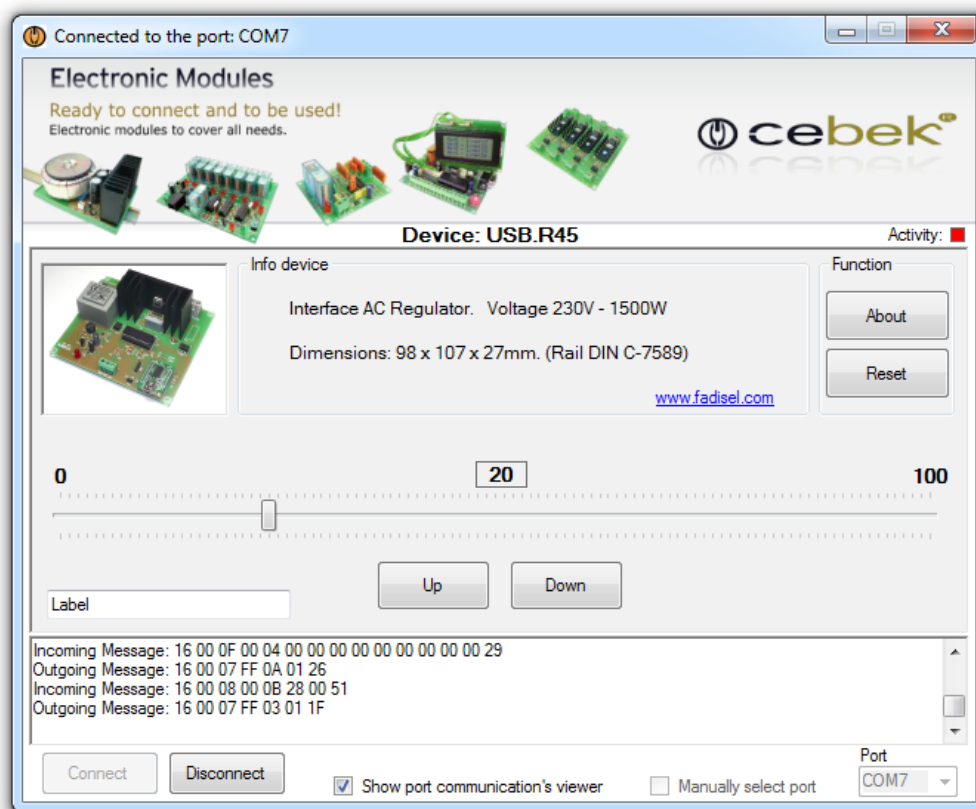 Connected to the port: COM7
Electronic Modules
Ready to connect and to be used!
Electronic modules to cover all needs.
cebek®
Device: USB.R45
Activity:
Info device
Interface AC Regulator. Voltage 230V - 1500W
Dimensions: 98 x 107 x 27mm. (Rail DIN C-7589)
www.fadisel.com
Function
About
Reset
0 20 100
Up Down
Label
Incoming Message: 16 00 0F 00 04 00 00 00 00 00 00 00 00 00 29
Outgoing Message: 16 00 07 FF 0A 01 26
Incoming Message: 16 00 08 00 0B 28 00 51
Outgoing Message: 16 00 07 FF 03 01 1F
Connect Disconnect Show port communication's viewer Manually select port
Port
COM7